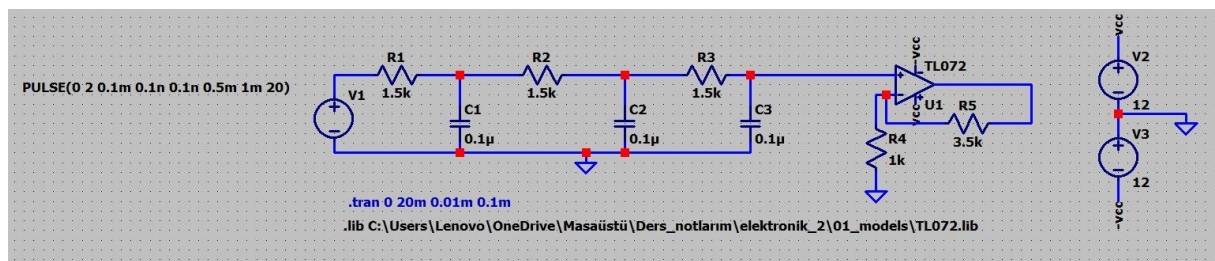 PULSE(0 2 0.1m 0.1n 0.1n 0.5m 1m 20)
V1
R1
1.5k
C1
0.1µ
R2
1.5k
C2
0.1µ
R3
1.5k
C3
0.1µ
vcc
TL072
U1
vcc
R5
3.5k
R4
1k
vcc
V2
12
V3
12
-vcc
.tran 0 20m 0.01m 0.1m
.lib C:\Users\Lenovo\OneDrive\Masaüstü\Ders_notlarım\elektronik_2\01_models\TL072.lib